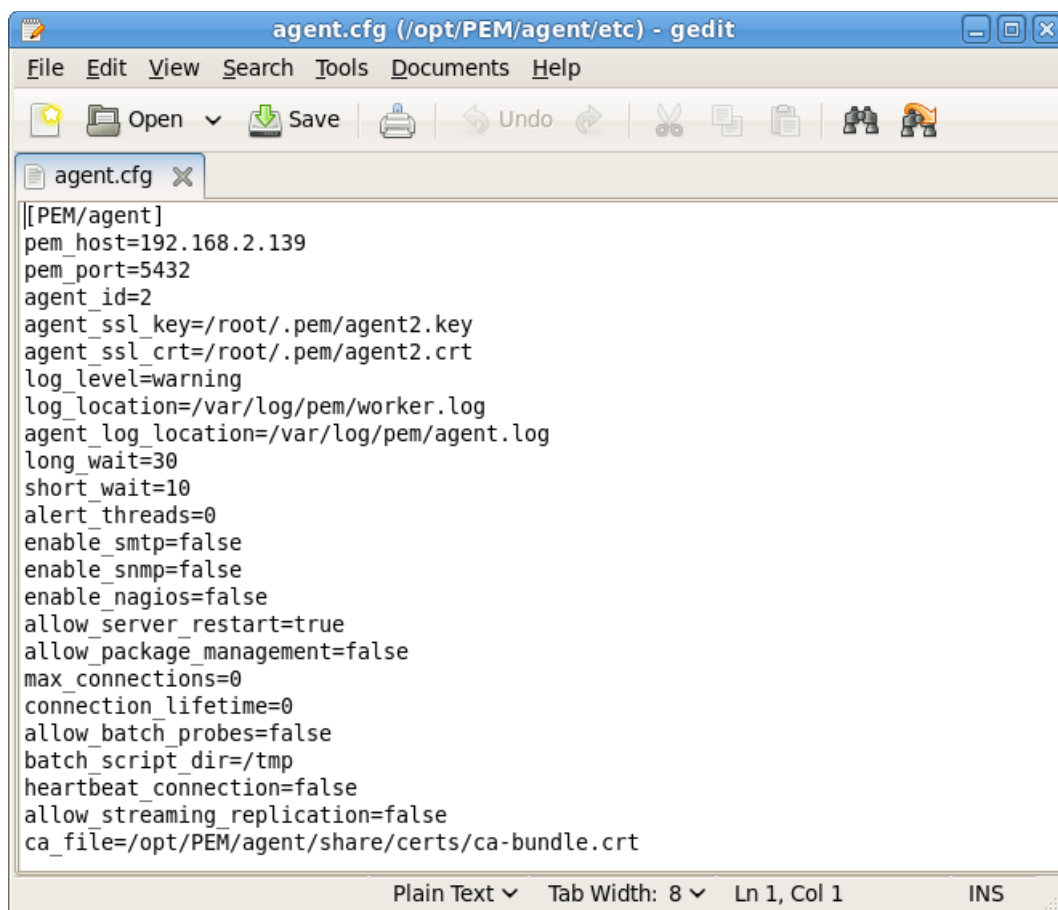 agent.cfg (/opt/PEM/agent/etc) - gedit
File Edit View Search Tools Documents Help
Open Save Undo
agent.cfg
[PEM/agent]
pem_host=192.168.2.139
pem_port=5432
agent_id=2
agent_ssl_key=/root/.pem/agent2.key
agent_ssl_crt=/root/.pem/agent2.crt
log_level=warning
log_location=/var/log/pem/worker.log
agent_log_location=/var/log/pem/agent.log
long_wait=30
short_wait=10
alert_threads=0
enable_smtp=false
enable_snmp=false
enable_nagios=false
allow_server_restart=true
allow_package_management=false
max_connections=0
connection_lifetime=0
allow_batch_probes=false
batch_script_dir=/tmp
heartbeat_connection=false
allow_streaming_replication=false
ca_file=/opt/PEM/agent/share/certs/ca-bundle.crt
Plain Text Tab Width: 8 Ln 1, Col 1 INS